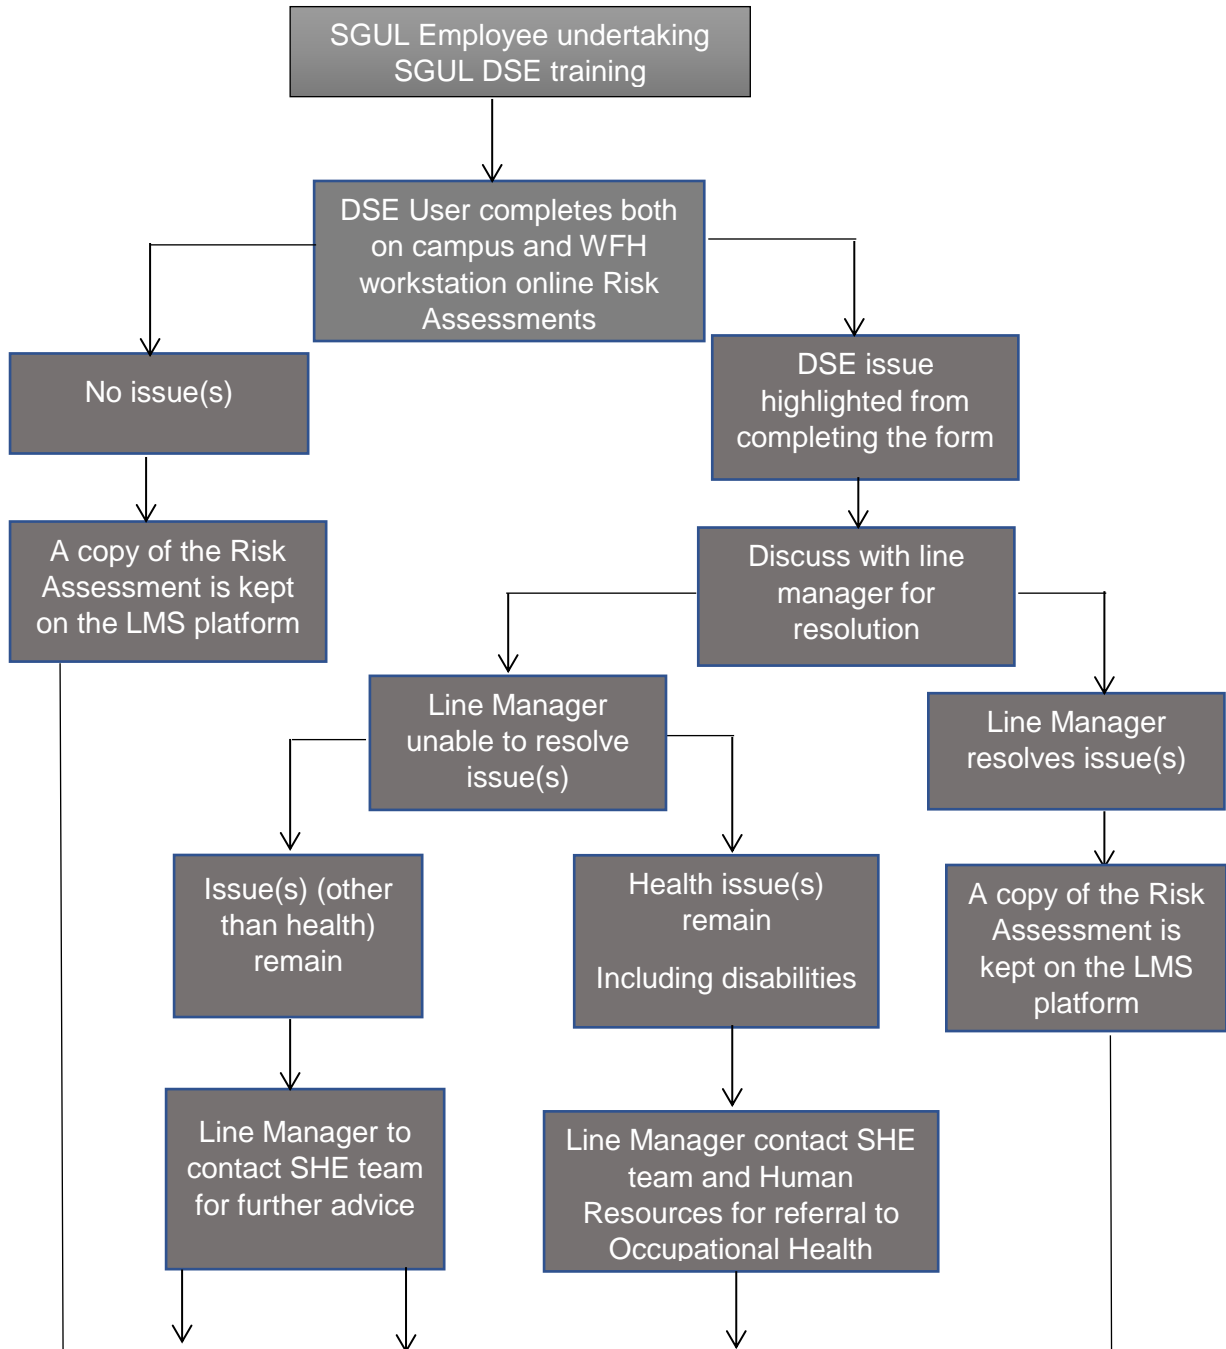 SGUL Employee undertaking
SGUL DSE training
DSE User completes both
on campus and WFH
workstation online Risk
Assessments
No issue(s)
DSE issue
highlighted from
completing the form
A copy of the Risk
Assessment is kept
on the LMS platform
Discuss with line
manager for
resolution
Line Manager
unable to resolve
issue(s)
Line Manager
resolves issue(s)
Issue(s) (other
than health)
remain
Health issue(s)
remain
Including disabilities
A copy of the Risk
Assessment is
kept on the LMS
platform
Line Manager to
contact SHE team
for further advice
Line Manager contact SHE
team and Human
Resources for referral to
Occupational Health